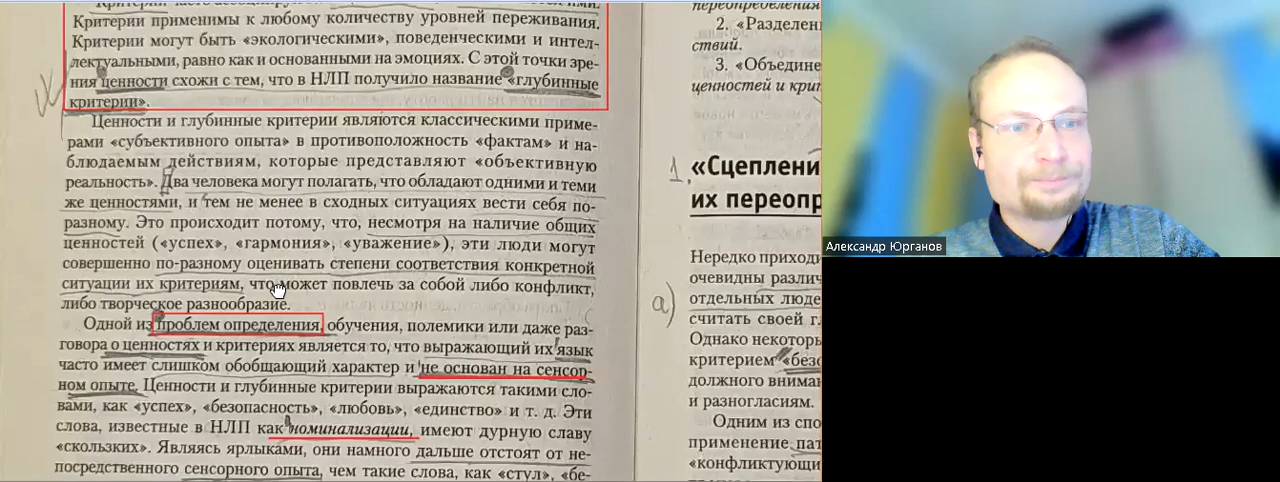 Критерии применимы к любому количеству уровней переживания.
Критерии могут быть «экологическими», поведенческими и интел-
лектуальными, равно как и основанными на эмоциях. С этой точки зре-
ния ценности схожи с тем, что в НЛП получило название «глубинные
критерии».
Ценности и глубинные критерии являются классическими приме-
рами «субъективного опыта» в противоположность «фактам» и на-
блюдаемым действиям, которые представляют «объективную
реальность». Два человека могут полагать, что обладают одними и теми
же ценностями, и тем не менее в сходных ситуациях вести себя по-
разному. Это происходит потому, что, несмотря на наличие общих
ценностей («успех», «гармония», «уважение»), эти люди могут
совершенно по-разному оценивать степени соответствия конкретной
ситуации их критериям, что может повлечь за собой либо конфликт,
либо творческое разнообразие.
Одной из проблем определения, обучения, полемики или даже раз-
говора о ценностях и критериях является то, что выражающий их язык
часто имеет слишком обобщающий характер и не основан на сенсор-
ном опыте. Ценности и глубинные критерии выражаются такими сло-
вами, как «успех», «безопасность», «любовь», «единство» и т. д. Эти
слова, известные в НЛП как номинализации, имеют дурную славу
«скользких». Являясь ярлыками, они намного дальше отстоят от не-
посредственного сенсорного опыта, чем такие слова, как «стул», «бе-
переопределения
2. «Разделен
ствий.
3. «Объедине
ценностей и кри
1.
«Сцеплени
их переопр
а)
Нередко приходи
очевидны различ
отдельных люде
считать своей г
Однако некотор
критерием «безо
должного внима
и разногласиям.
Одним из спо
применение пат
«конфликтующи
Александр Юрганов